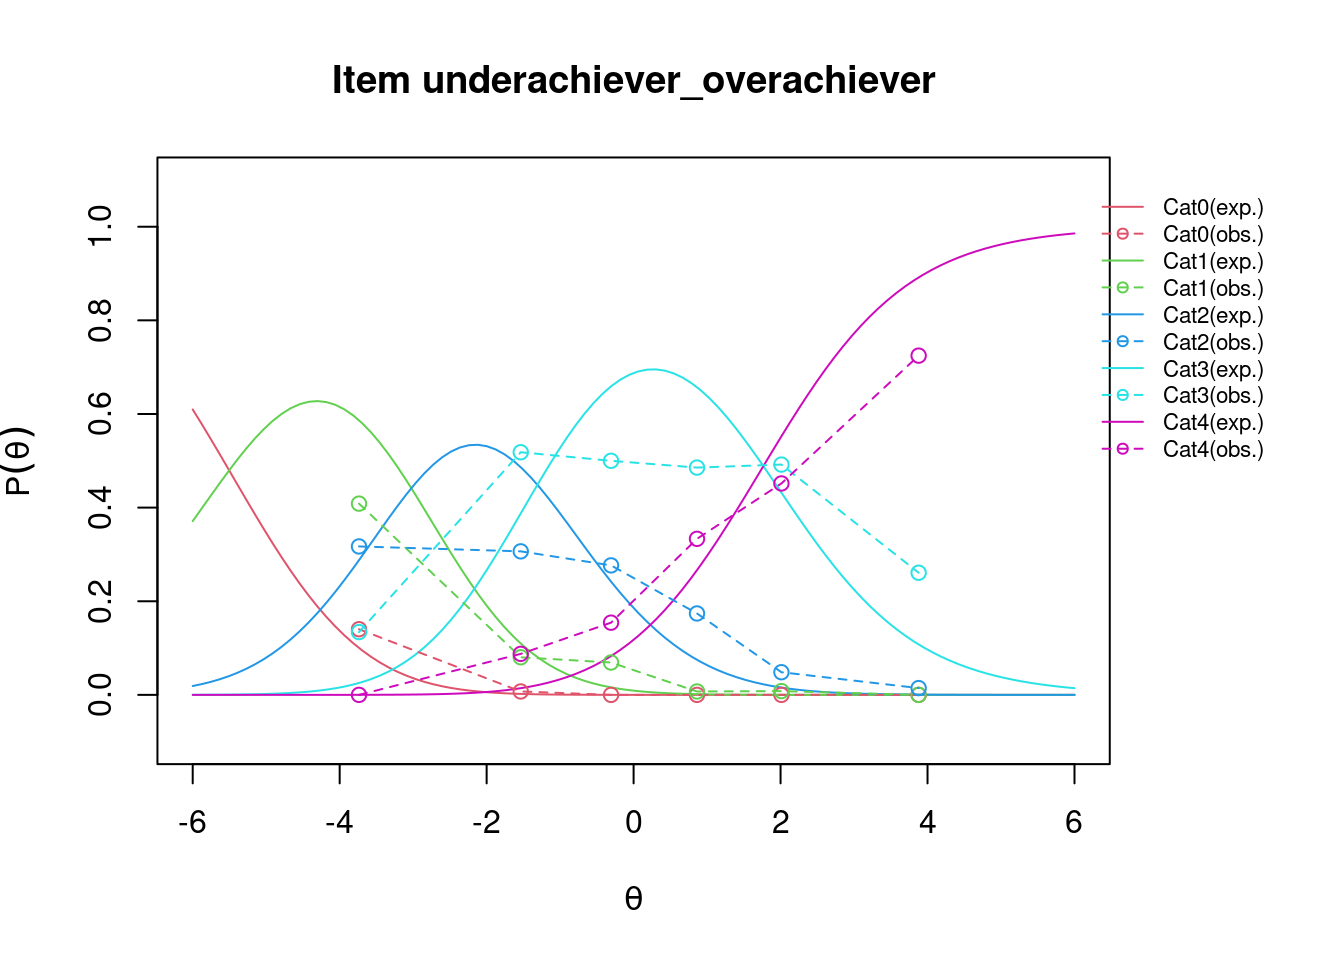 Item underachiever_overachiever
P(θ)
1.0
0.8
0.6
0.4
0.2
0.0
-6 -4 -2 0 2 4 6
θ
Cat0(exp.)
Cat0(obs.)
Cat1(exp.)
Cat1(obs.)
Cat2(exp.)
Cat2(obs.)
Cat3(exp.)
Cat3(obs.)
Cat4(exp.)
Cat4(obs.)